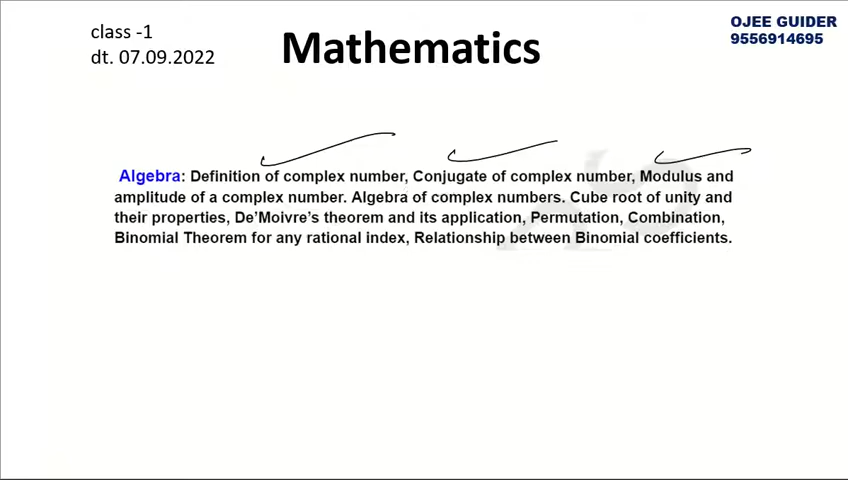 class -1
dt. 07.09.2022
Mathematics
OJEE GUIDER
9556914695
Algebra: Definition of complex number, Conjugate of complex number, Modulus and
amplitude of a complex number. Algebra of complex numbers. Cube root of unity and
their properties, De’Moivre’s theorem and its application, Permutation, Combination,
Binomial Theorem for any rational index, Relationship between Binomial coefficients.